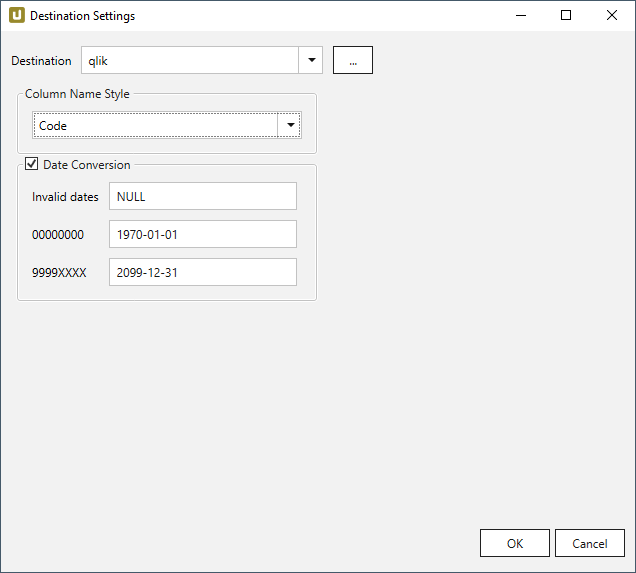 Destination Settings
Destination qlik ...
Column Name Style
Code
Date Conversion
Invalid dates NULL
00000000 1970-01-01
9999XXXX 2099-12-31
OK Cancel